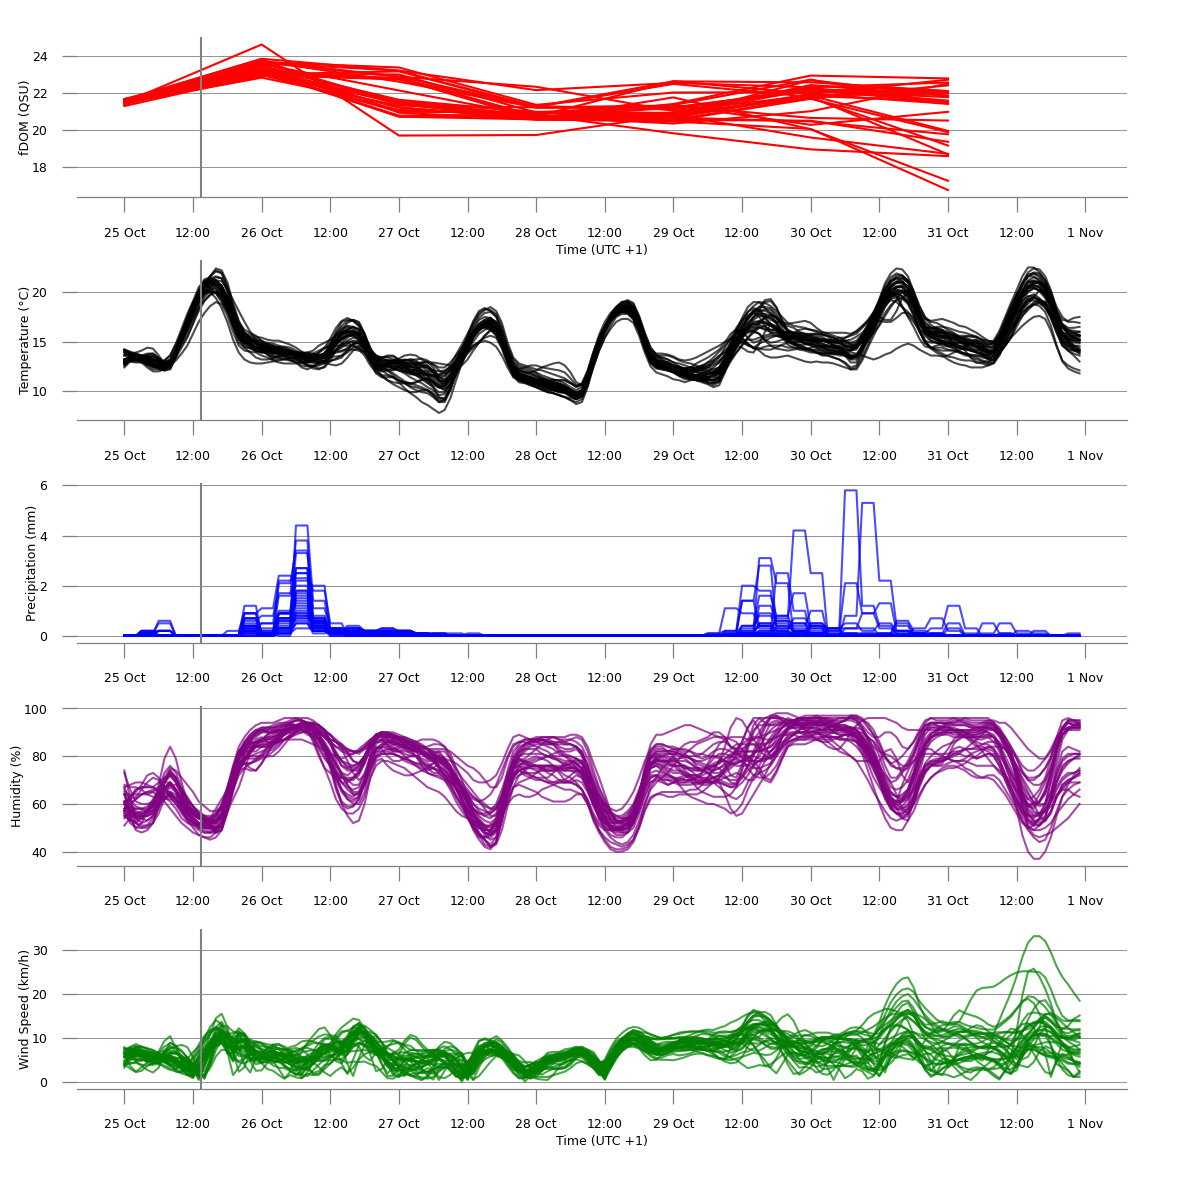 fDOM (QSU)
24
22
20
18
25 Oct 12:00 26 Oct 12:00 27 Oct 12:00 28 Oct 12:00 29 Oct 12:00 30 Oct 12:00 31 Oct 12:00 1 Nov
Time (UTC +1)
Temperature (°C)
20
15
10
25 Oct 12:00 26 Oct 12:00 27 Oct 12:00 28 Oct 12:00 29 Oct 12:00 30 Oct 12:00 31 Oct 12:00 1 Nov
Precipitation (mm)
6
4
2
0
25 Oct 12:00 26 Oct 12:00 27 Oct 12:00 28 Oct 12:00 29 Oct 12:00 30 Oct 12:00 31 Oct 12:00 1 Nov
Humidity (%)
100
80
60
40
25 Oct 12:00 26 Oct 12:00 27 Oct 12:00 28 Oct 12:00 29 Oct 12:00 30 Oct 12:00 31 Oct 12:00 1 Nov
Wind Speed (km/h)
30
20
10
0
25 Oct 12:00 26 Oct 12:00 27 Oct 12:00 28 Oct 12:00 29 Oct 12:00 30 Oct 12:00 31 Oct 12:00 1 Nov
Time (UTC +1)